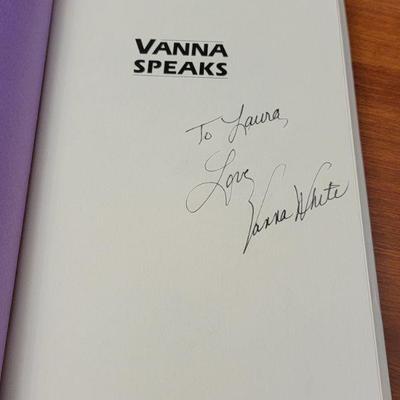 VANNA
SPEAKS
To Laura,
Love,
Vanna White